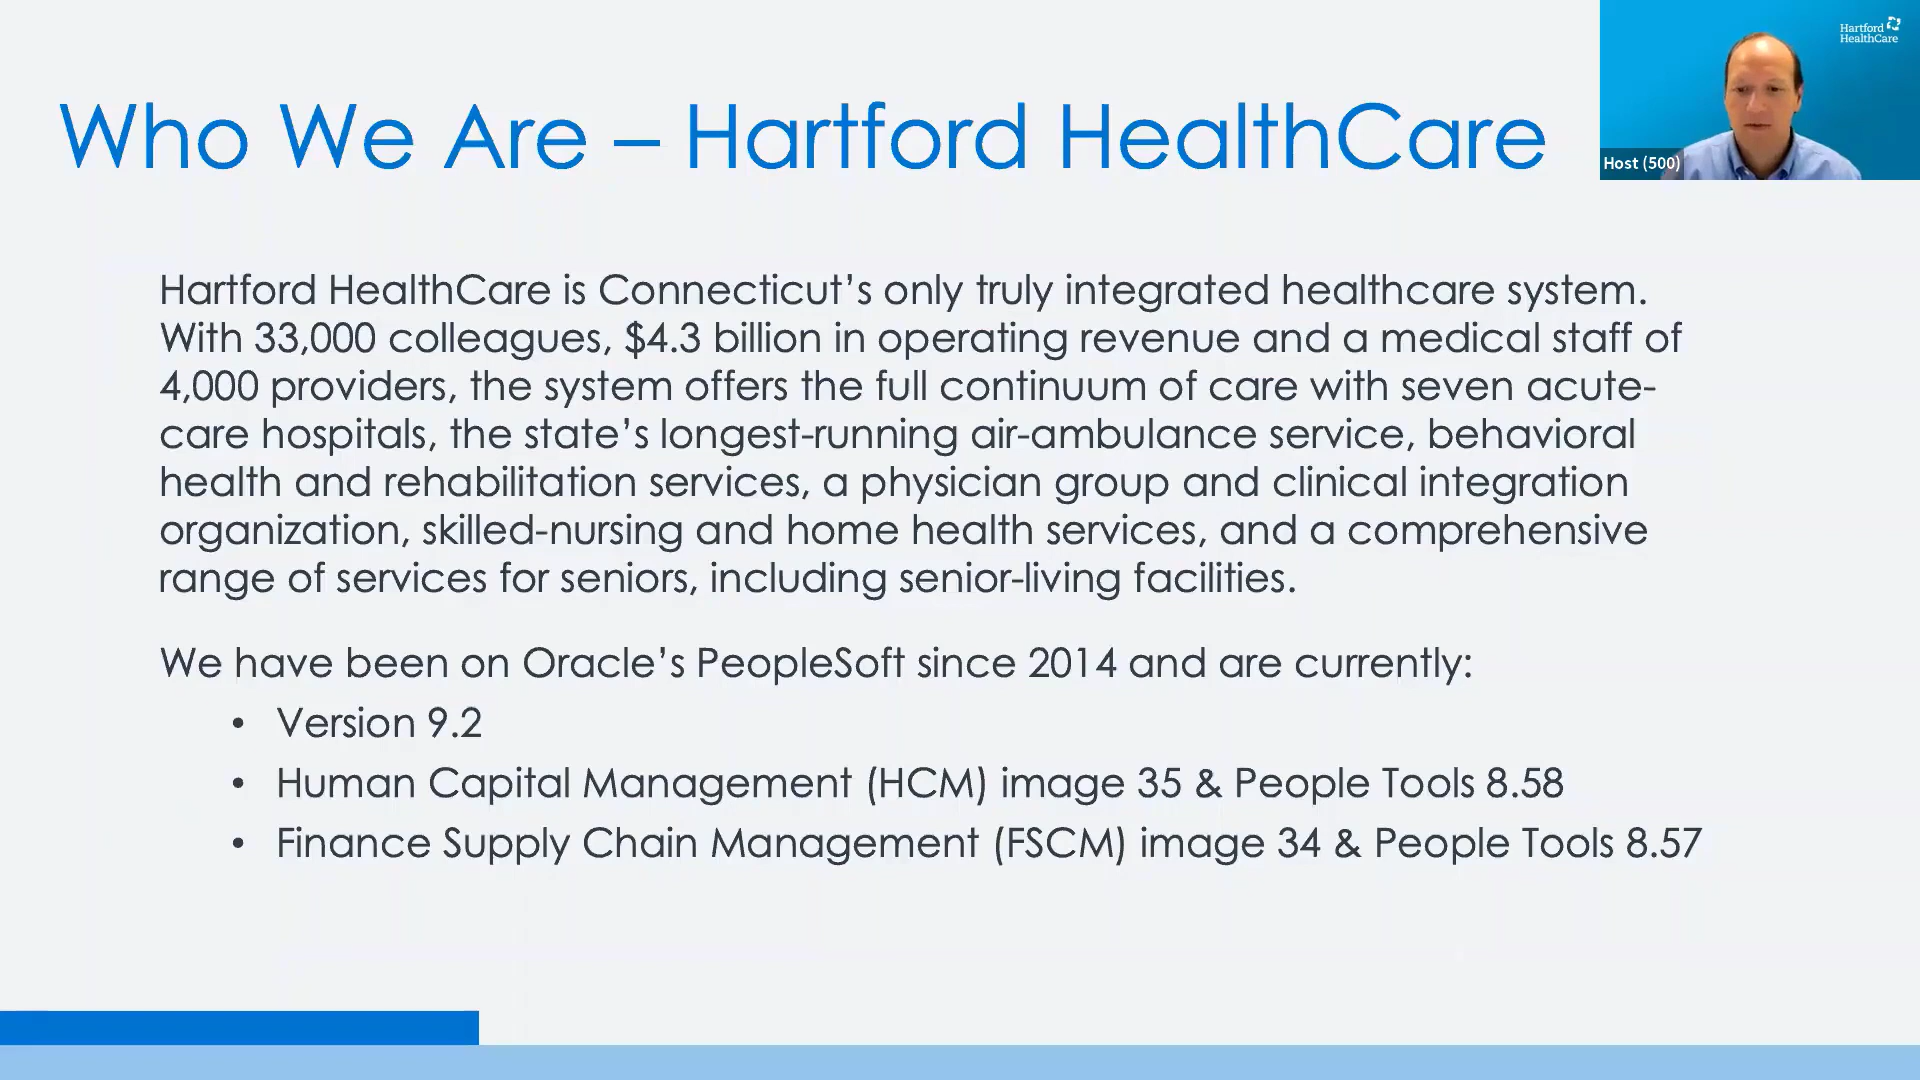 Hartford
HealthCare
Who We Are – Hartford HealthCare
Host (500)
Hartford HealthCare is Connecticut’s only truly integrated healthcare system.
With 33,000 colleagues, $4.3 billion in operating revenue and a medical staff of
4,000 providers, the system offers the full continuum of care with seven acute-
care hospitals, the state’s longest-running air-ambulance service, behavioral
health and rehabilitation services, a physician group and clinical integration
organization, skilled-nursing and home health services, and a comprehensive
range of services for seniors, including senior-living facilities.
We have been on Oracle’s PeopleSoft since 2014 and are currently:
• Version 9.2
• Human Capital Management (HCM) image 35 & People Tools 8.58
• Finance Supply Chain Management (FSCM) image 34 & People Tools 8.57